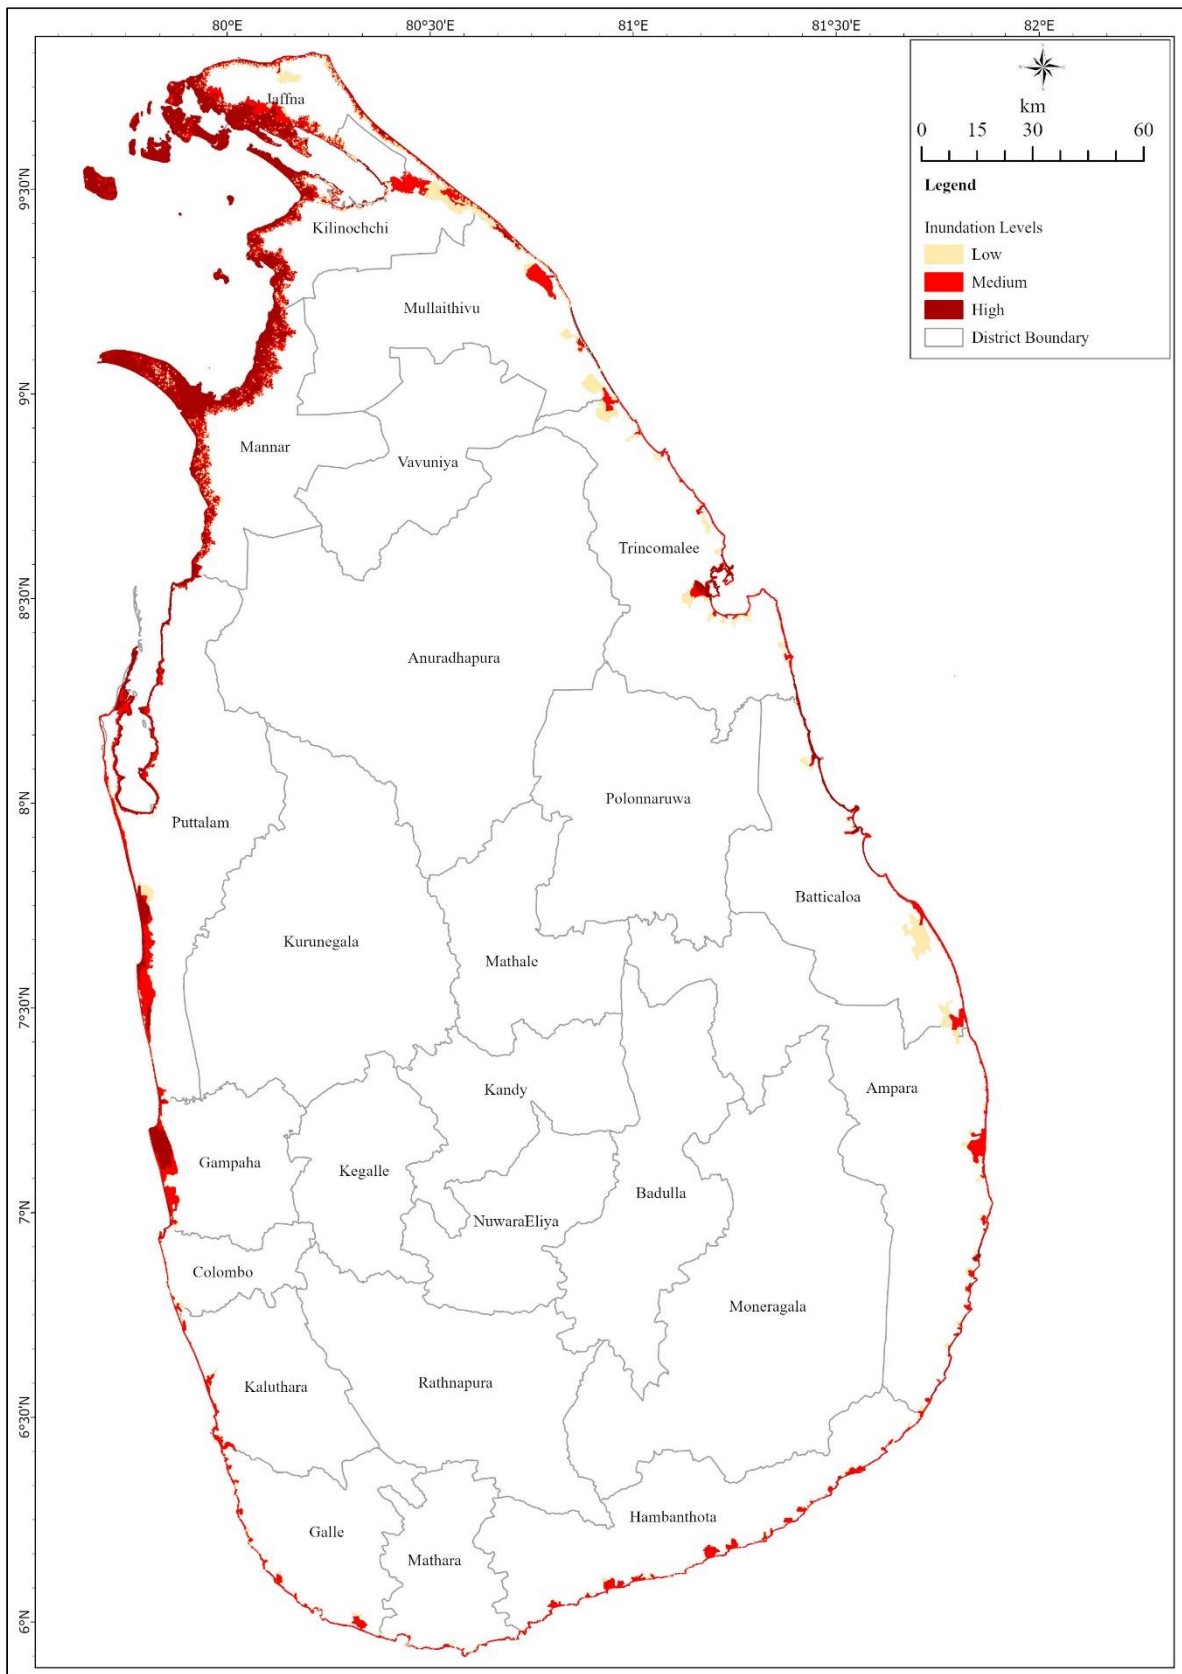 80°E 80°30'E 81°E 81°30'E 82°E
km
0 15 30 60
Legend
Inundation Levels
Low
Medium
High
District Boundary
9°30'N
9°N
8°30'N
8°N
7°30'N
7°N
6°30'N
6°N
Jaffna
Kilinochchi
Mullaithivu
Mannar
Vavuniya
Trincomalee
Anuradhapura
Polonnaruwa
Puttalam
Batticaloa
Kurunegala
Mathale
Kandy
Ampara
Gampaha
Kegalle
Badulla
NuwaraEliya
Colombo
Moneragala
Kaluthara
Rathnapura
Hambanthota
Galle
Mathara